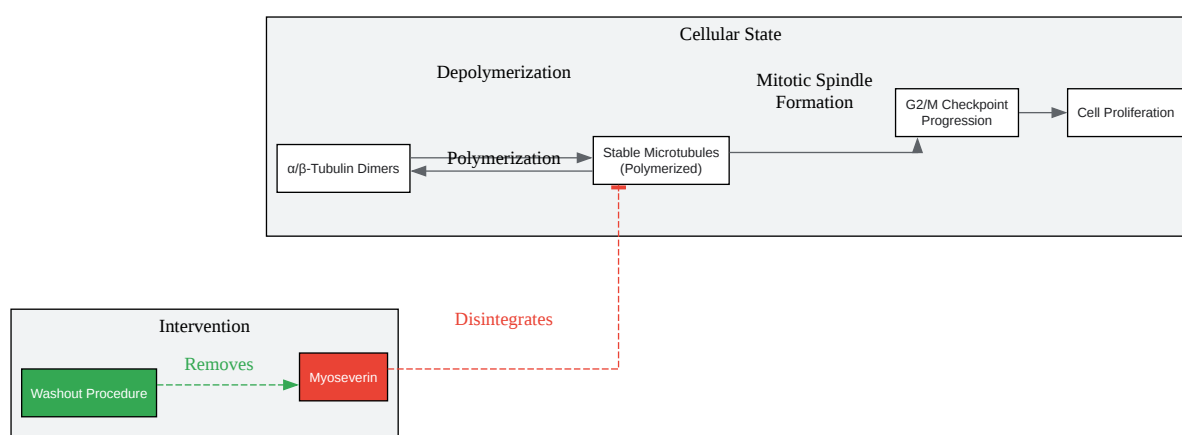 Cellular State
Depolymerization
Mitotic Spindle
Formation
G2/M Checkpoint
Progression
Cell Proliferation
α/β-Tubulin Dimers
Polymerization
Stable Microtubules
(Polymerized)
Disintegrates
Intervention
Removes
Myoseverin
Washout Procedure